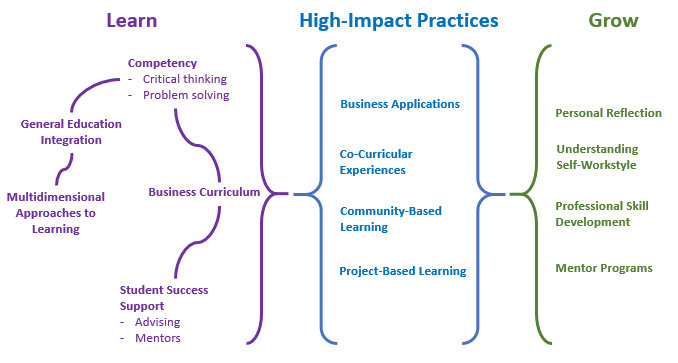 Learn
High-Impact Practices
Grow
Competency
- Critical thinking
- Problem solving
General Education
Integration
Multidimensional
Approaches to
Learning
Business Curriculum
Student Success
Support
- Advising
- Mentors
Business Applications
Co-Curricular
Experiences
Community-Based
Learning
Project-Based Learning
Personal Reflection
Understanding
Self-Workstyle
Professional Skill
Development
Mentor Programs